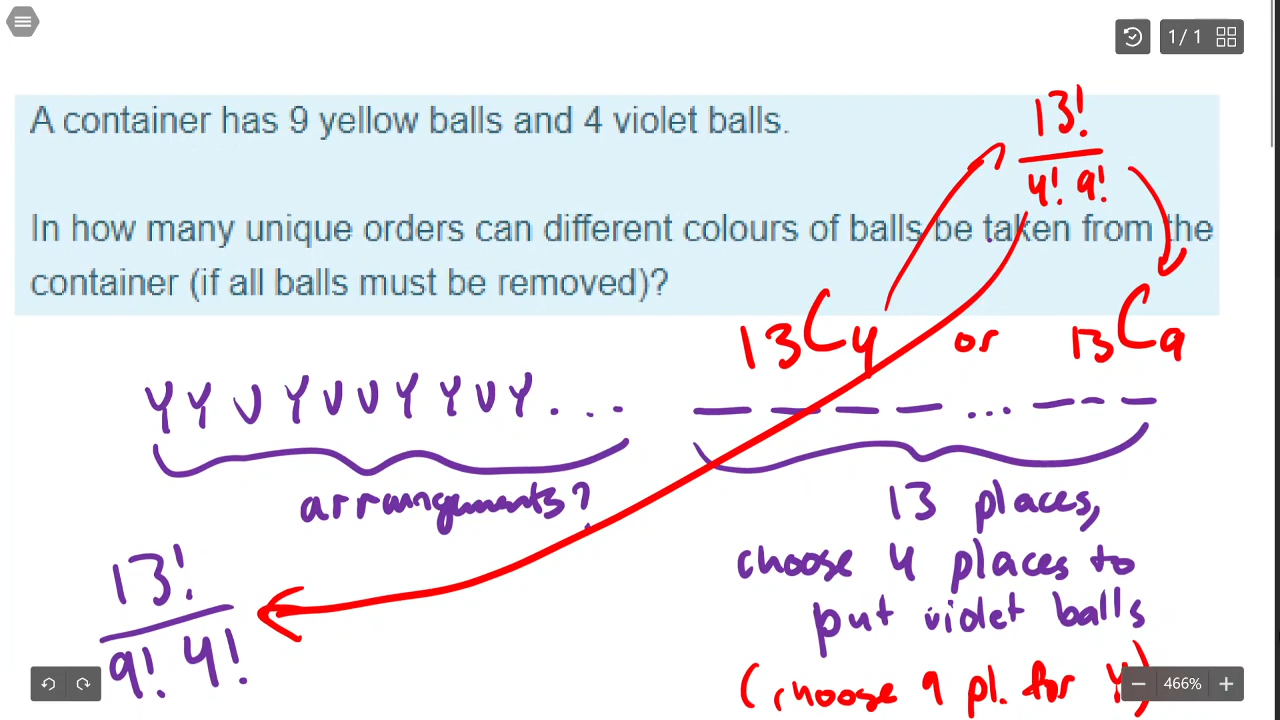 1 / 1
A container has 9 yellow balls and 4 violet balls.
In how many unique orders can different colours of balls be taken from the
container (if all balls must be removed)?
13!
4! 9!
13C4 or 13C9
YYVYVVYYVY...
...
arrangements?
13 places,
choose 4 places to
put violet balls
(choose 9 pl. for Y)
13!
9! 4!
466%